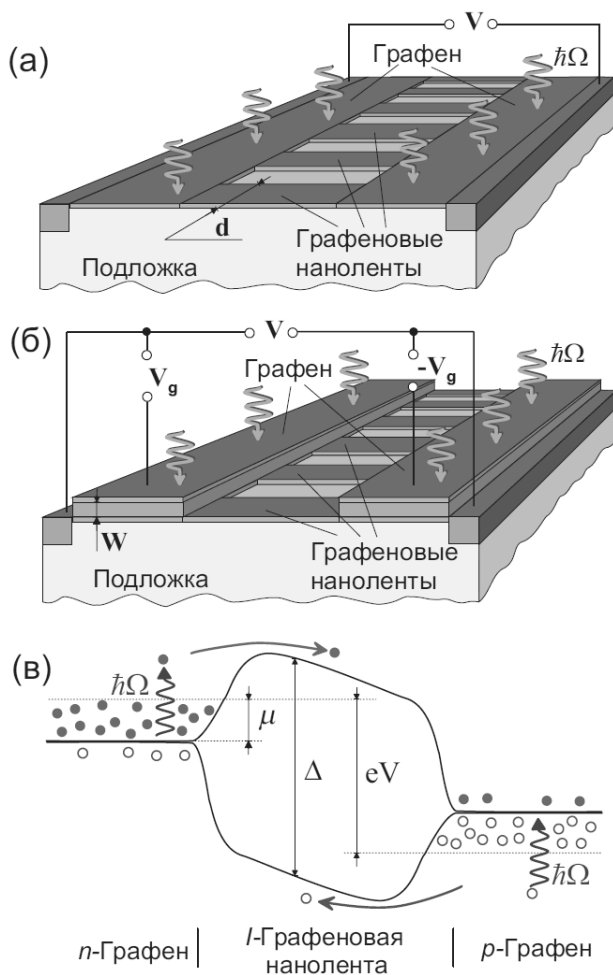 (а)
V
Графен
ħΩ
d
Графеновые
наноленты
Подложка
(б)
V
ħΩ
V_g
Графен
-V_g
W
Графеновые
наноленты
Подложка
(в)
ħΩ
μ
Δ
eV
ħΩ
n-Графен
I-Графеновая
нанолента
p-Графен